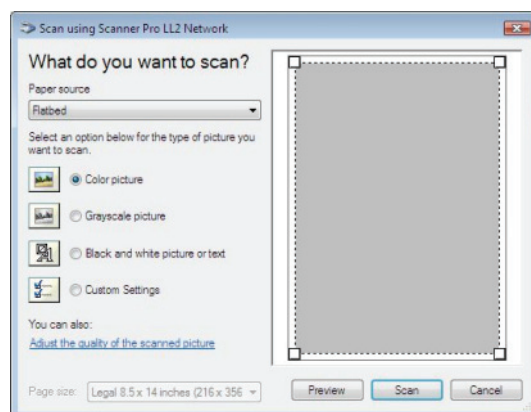 Scan using Scanner Pro LL2 Network
What do you want to scan?
Paper source
Flatbed
Select an option below for the type of picture you
want to scan.
Color picture
Grayscale picture
Black and white picture or text
Custom Settings
You can also:
Adjust the quality of the scanned picture
Page size: Legal 8.5 x 14 inches (216 x 356
Preview Scan Cancel